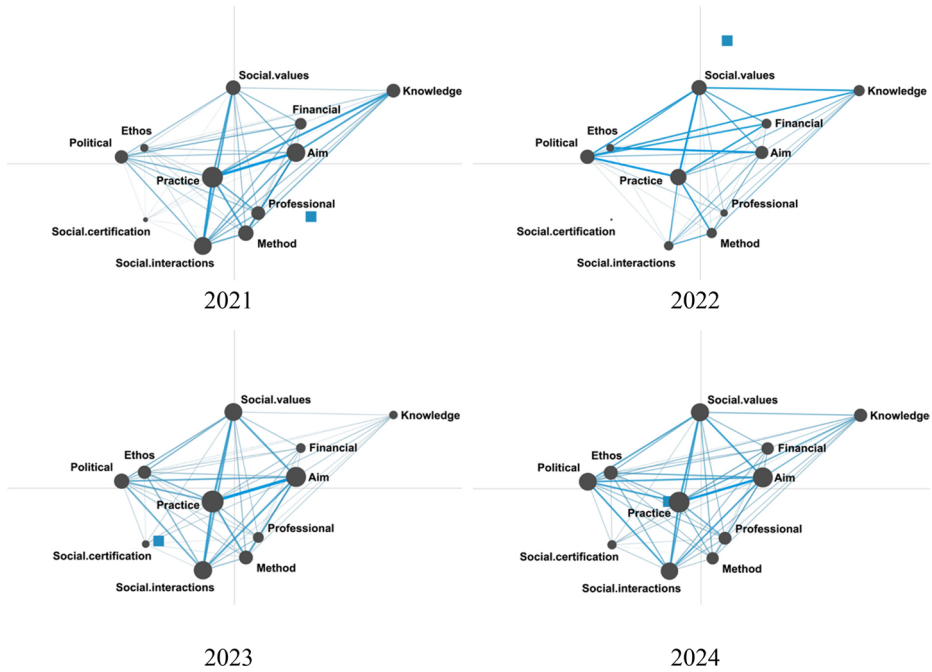 Social.values
Knowledge
Financial
Ethos
Political
Aim
Practice
Professional
Social.certification
Method
Social.interactions
2021
Social.values
Knowledge
Financial
Ethos
Political
Aim
Practice
Professional
Social.certification
Method
Social.interactions
2022
Social.values
Knowledge
Financial
Ethos
Political
Aim
Practice
Professional
Social.certification
Method
Social.interactions
2023
Social.values
Knowledge
Financial
Ethos
Political
Aim
Practice
Professional
Social.certification
Method
Social.interactions
2024